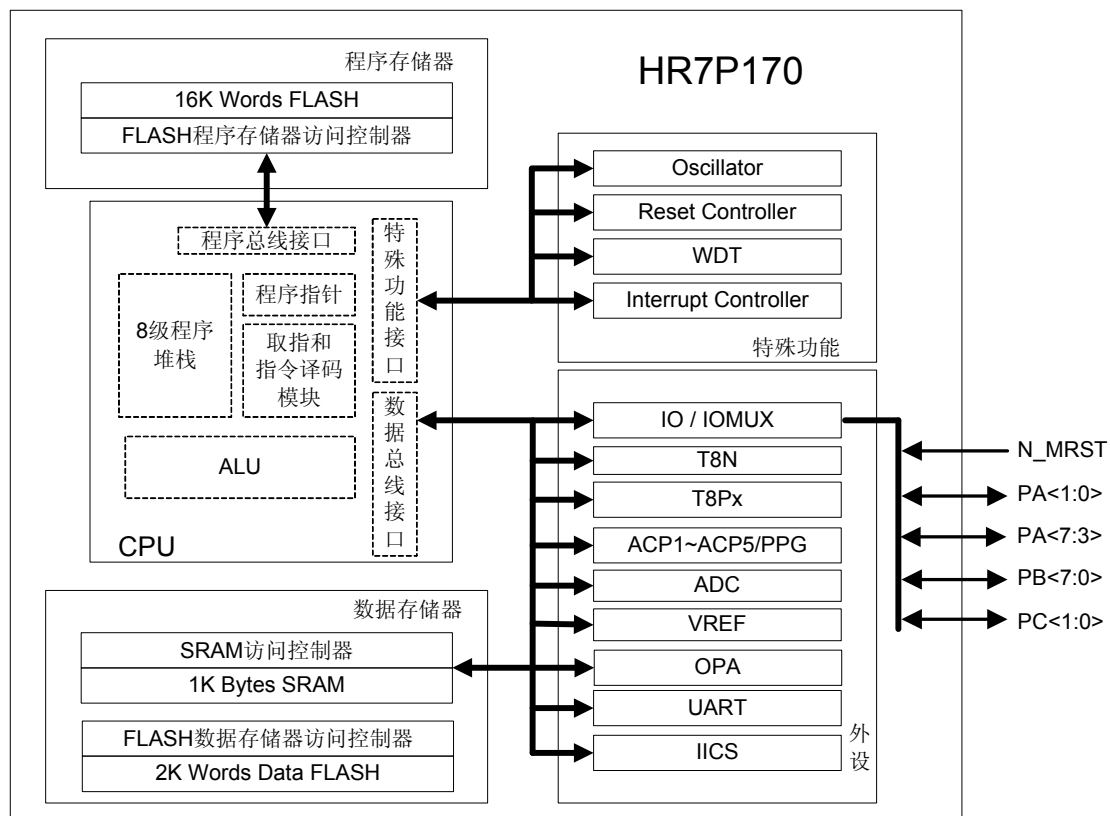 HR7P170
程序存储器
16K Words FLASH
FLASH程序存储器访问控制器
程序总线接口
特殊功能接口
8级程序
堆栈
程序指针
取指和
指令译码
模块
数据总线接口
ALU
CPU
数据存储器
SRAM访问控制器
1K Bytes SRAM
FLASH数据存储器访问控制器
2K Words Data FLASH
Oscillator
Reset Controller
WDT
Interrupt Controller
特殊功能
IO / IOMUX
T8N
T8Px
ACP1~ACP5/PPG
ADC
VREF
OPA
UART
IICS
外设
N_MRST
PA<1:0>
PA<7:3>
PB<7:0>
PC<1:0>